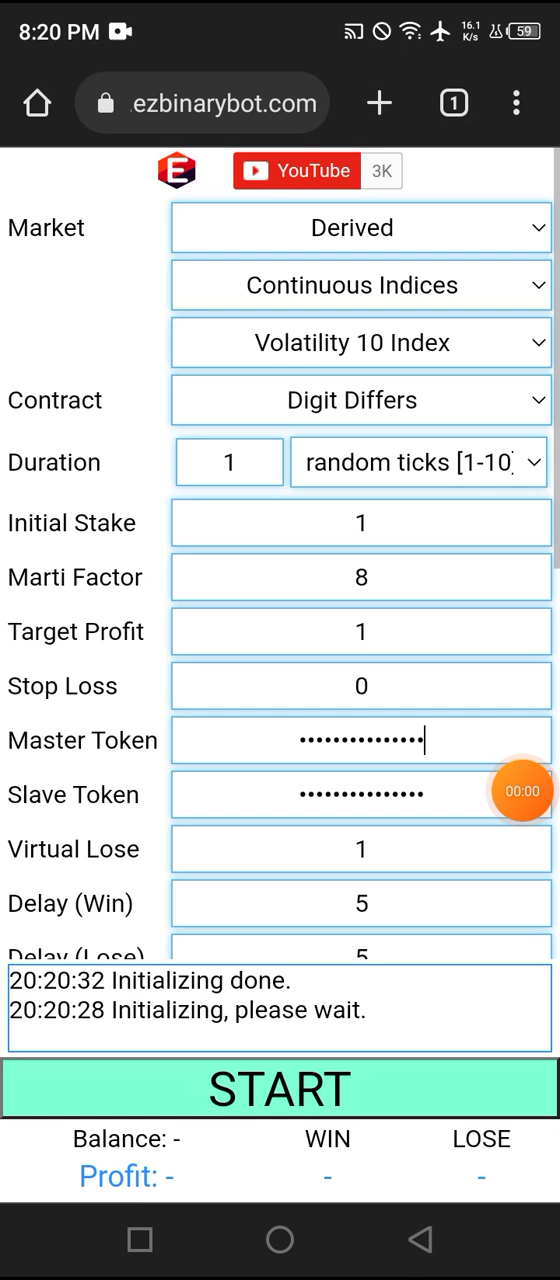 8:20 PM 16.1 K/s 59
.ezbinarybot.com 1
E YouTube 3K
Market Derived
Continuous Indices
Volatility 10 Index
Contract Digit Differs
Duration 1 random ticks [1-10]
Initial Stake 1
Marti Factor 8
Target Profit 1
Stop Loss 0
Master Token •••••••••••••••
Slave Token •••••••••••••••
00:00
Virtual Lose 1
Delay (Win) 5
Delay (Lose) 5
20:20:32 Initializing done.
20:20:28 Initializing, please wait.
START
Balance: - WIN LOSE
Profit: - - -